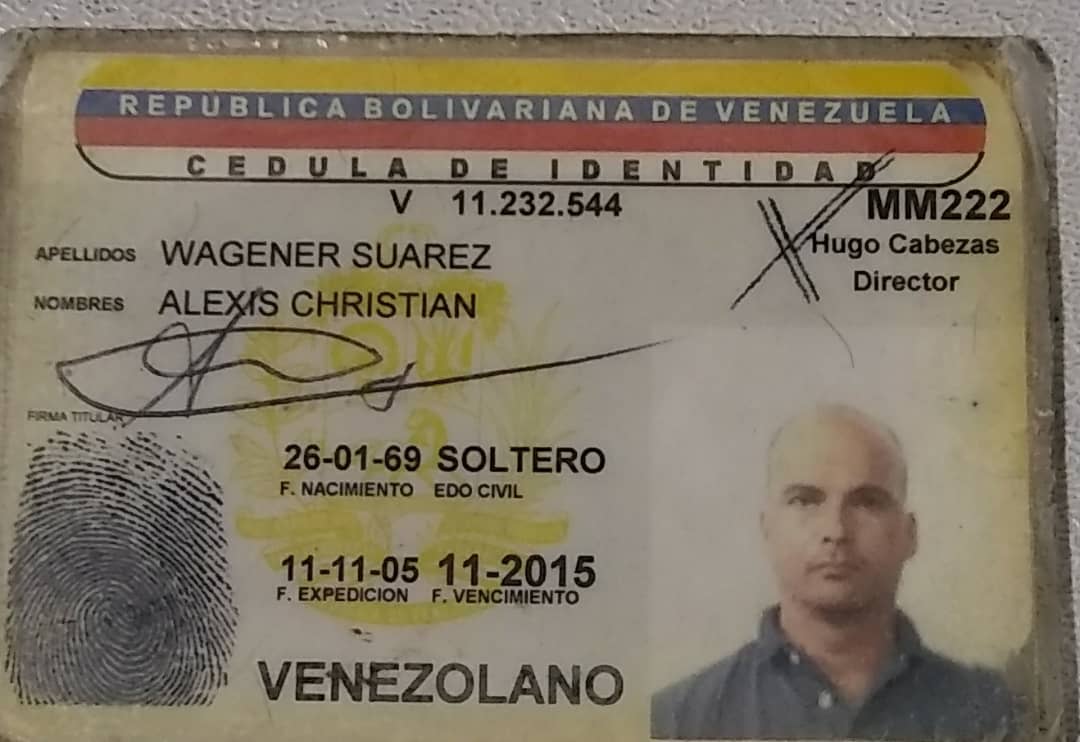 REPUBLICA BOLIVARIANA DE VENEZUELA
CEDULA DE IDENTIDAD
V 11.232.544
MM222
Hugo Cabezas
Director
APELLIDOS WAGENER SUAREZ
NOMBRES ALEXIS CHRISTIAN
FIRMA TITULAR
26-01-69 SOLTERO
F. NACIMIENTO EDO CIVIL
11-11-05 11-2015
F. EXPEDICION F. VENCIMIENTO
VENEZOLANO